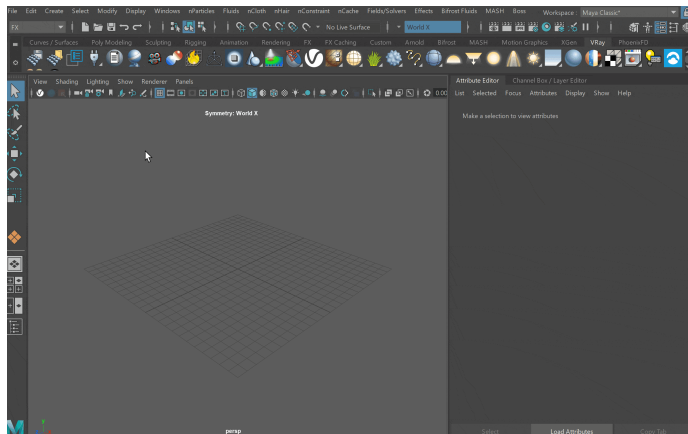 File Edit Create Select Modify Display Windows nParticles Fluids nCloth nHair nConstraint nCache Fields/Solvers Effects Bifrost Fluids MASH Boss Workspace : Maya Classic*
FX No Live Surface World X
Curves / Surfaces Poly Modeling Sculpting Rigging Animation Rendering FX FX Caching Custom Arnold Bifrost MASH Motion Graphics XGen VRay PhoenixFD
View Shading Lighting Show Renderer Panels
0.00
Symmetry: World X
persp
Attribute Editor Channel Box / Layer Editor
List Selected Focus Attributes Display Show Help
Make a selection to view attributes
Select Load Attributes Copy Tab